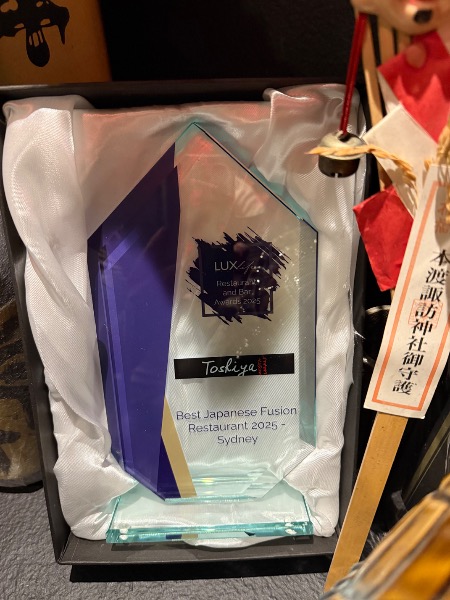 LUXlife
Restaurant
and Bar
Awards 2025
Toshiya
Best Japanese Fusion
Restaurant 2025 -
Sydney
本渡諏訪神社御守護